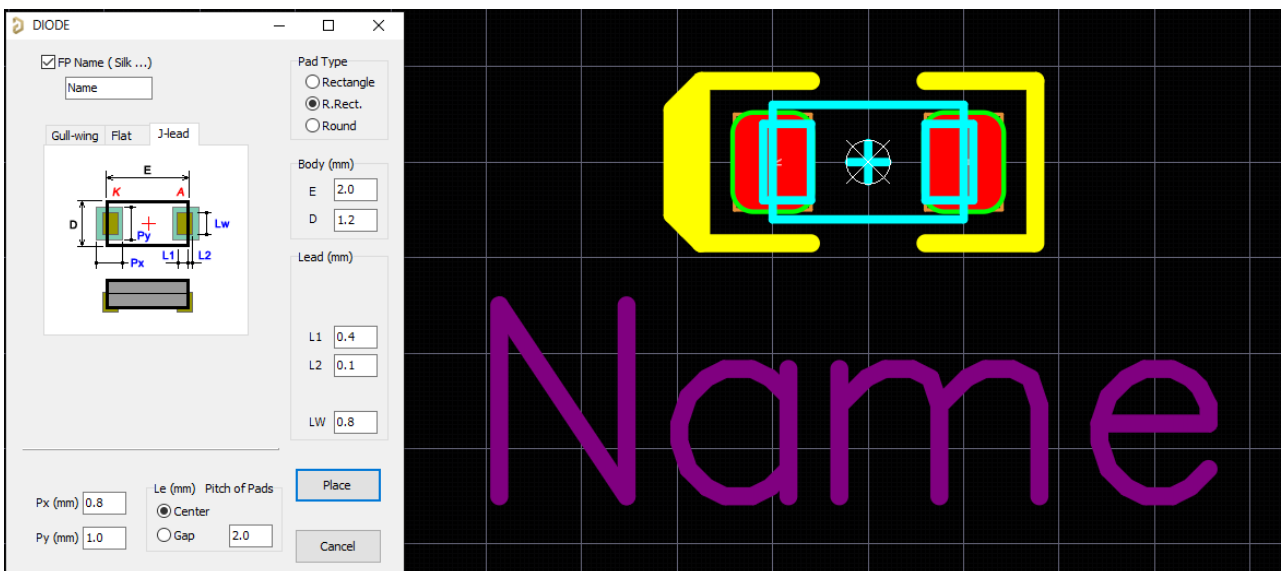 DIODE
FP Name ( Silk ...)
Name
Gull-wing Flat J-lead
E
K A
D
Py
Lw
L1 L2
Px
Pad Type
Rectangle
R.Rect.
Round
Body (mm)
E 2.0
D 1.2
Lead (mm)
L1 0.4
L2 0.1
LW 0.8
Px (mm) 0.8
Py (mm) 1.0
Le (mm) Pitch of Pads
Center
Gap 2.0
Place
Cancel
Name